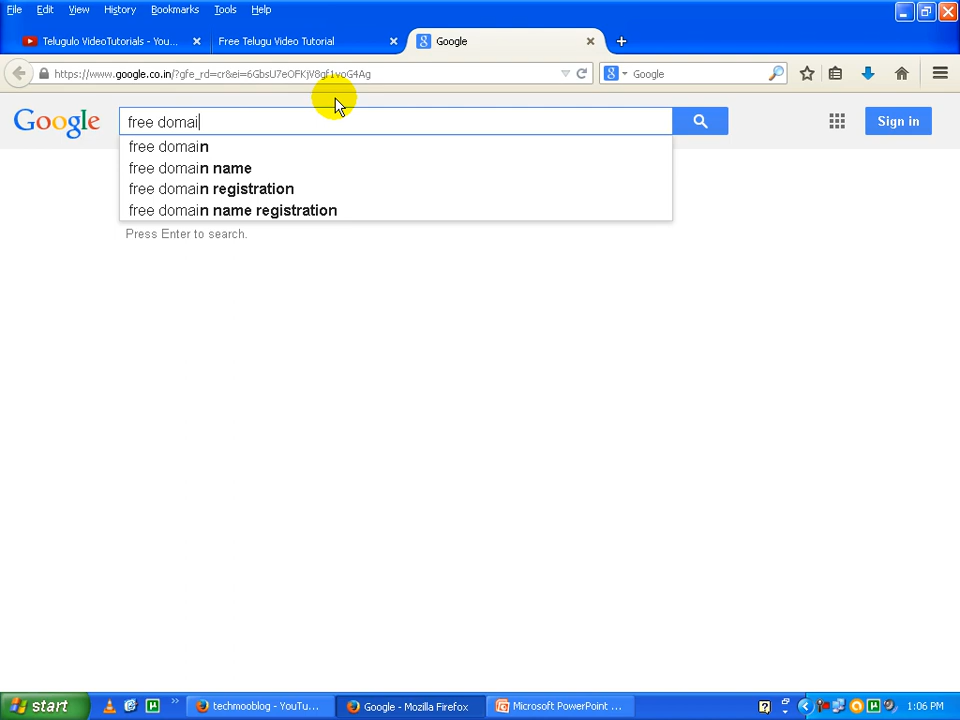 File Edit View History Bookmarks Tools Help
Telugulo VideoTutorials - You... Free Telugu Video Tutorial Google
https://www.google.co.in/?gfe_rd=cr&ei=6GbsU7eOFKjV8gf1voG4Ag Google
Google free domai Sign in
free domain
free domain name
free domain registration
free domain name registration
Press Enter to search.
start techmooblog - YouTu... Google - Mozilla Firefox Microsoft PowerPoint ... 1:06 PM